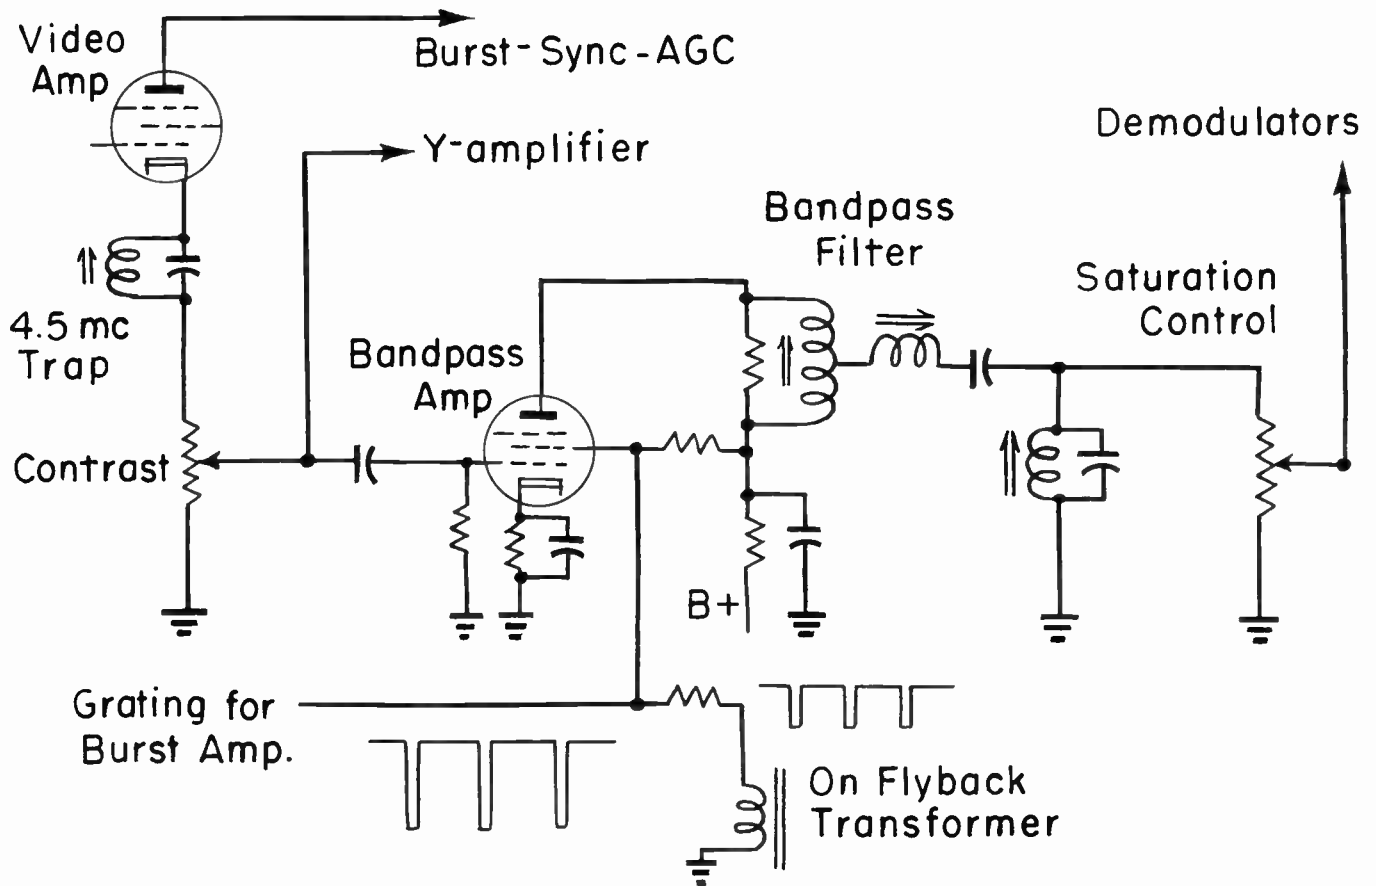 Video
Amp
Burst-Sync-AGC
Y-amplifier
Demodulators
Bandpass
Filter
Saturation
Control
4.5 mc
Trap
Bandpass
Amp
Contrast
B+
Grating for
Burst Amp.
On Flyback
Transformer